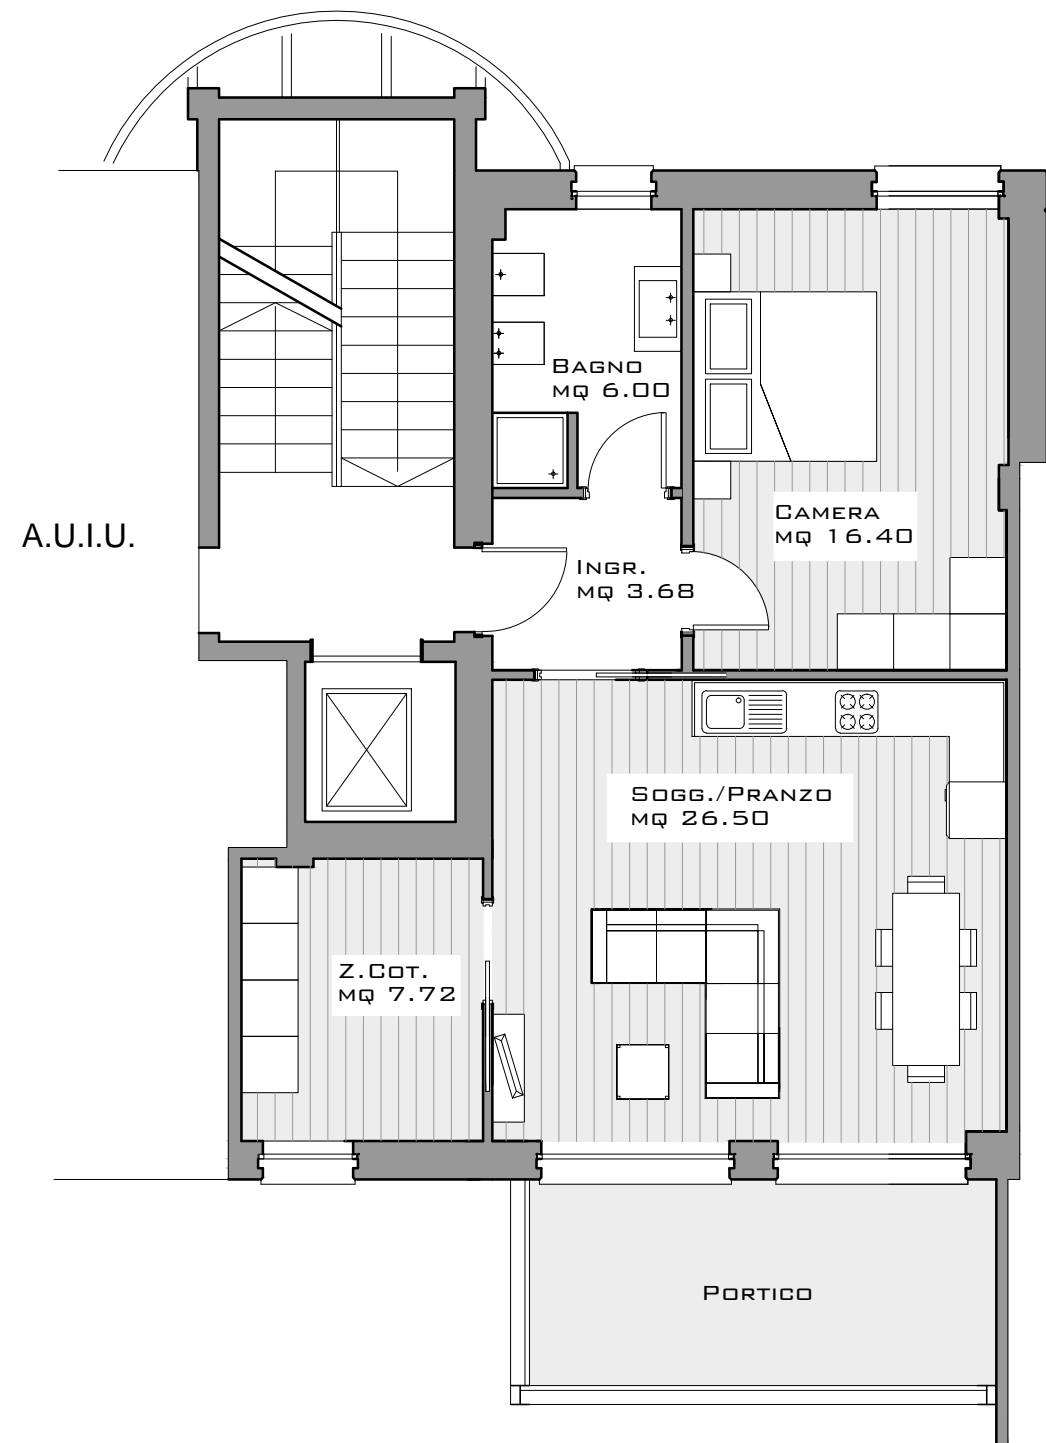 BAGNO
MQ 6.00
CAMERA
MQ 16.40
A.U.I.U.
INGR.
MQ 3.68
SOGG./PRANZO
MQ 26.50
Z.COT.
MQ 7.72
PORTICO